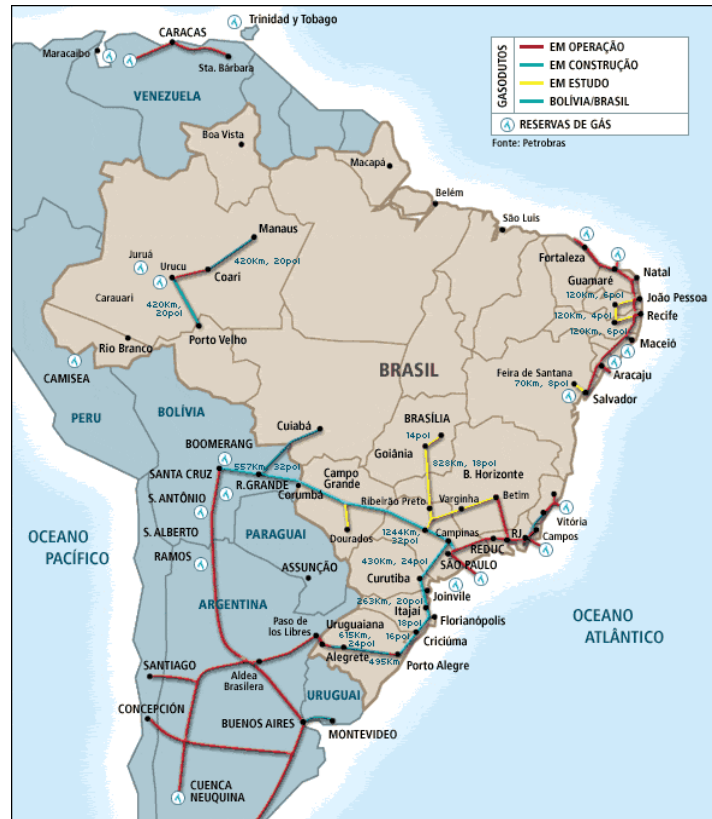 Trinidad y Tobago
CARACAS
Maracaibo
Sta. Bárbara
VENEZUELA
GASODUTOS
EM OPERAÇÃO
EM CONSTRUÇÃO
EM ESTUDO
BOLÍVIA/BRASIL
RESERVAS DE GÁS
Fonte: Petrobras
Boa Vista
Macapá
Belém
São Luis
Manaus
Juruá
Urucu
420Km, 20pol
Coari
Carauari
420Km,
20pol
Porto Velho
Rio Branco
Fortaleza
Guamaré
Natal
120Km, 6pol
João Pessoa
120Km, 4pol
Recife
120Km, 6pol
Maceió
Aracaju
Feira de Santana
70Km, 8pol
Salvador
BRASIL
CAMISEA
PERU
BOLÍVIA
Cuiabá
BRASÍLIA
14pol
Goiânia
828Km, 18pol
BOOMERANG
SANTA CRUZ
557Km, 32pol
R.GRANDE
Corumbá
Campo
Grande
B. Horizonte
Ribeirão Preto
Varginha
Betim
S. ANTÔNIO
S. ALBERTO
RAMOS
PARAGUAI
ASSUNÇÃO
Dourados
1244Km,
32pol
Campinas
REDUC
RJ
Vitória
Campos
SÃO PAULO
430Km, 24pol
Curutiba
263Km, 20pol
Joinvile
Itajaí
18pol
Florianópolis
16pol
Criciúma
OCEANO
PACÍFICO
OCEANO
ATLÂNTICO
ARGENTINA
Paso de
los Libres
Uruguaiana
615Km,
24pol
Alegrete
495Km
Porto Alegre
SANTIAGO
Aldea
Brasilera
URUGUAI
CONCEPCIÓN
BUENOS AIRES
MONTEVIDEO
CUENCA
NEUQUINA